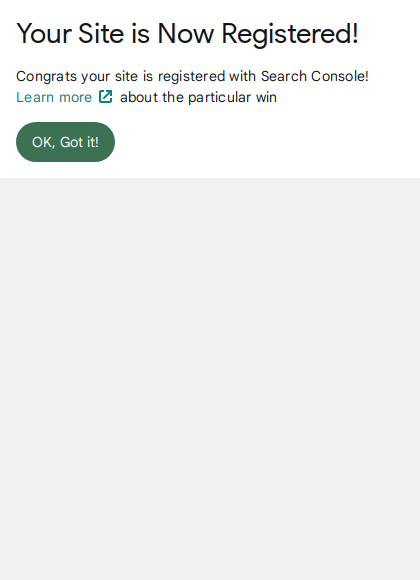 Your Site is Now Registered!
Congrats your site is registered with Search Console!
Learn more about the particular win
OK, Got it!